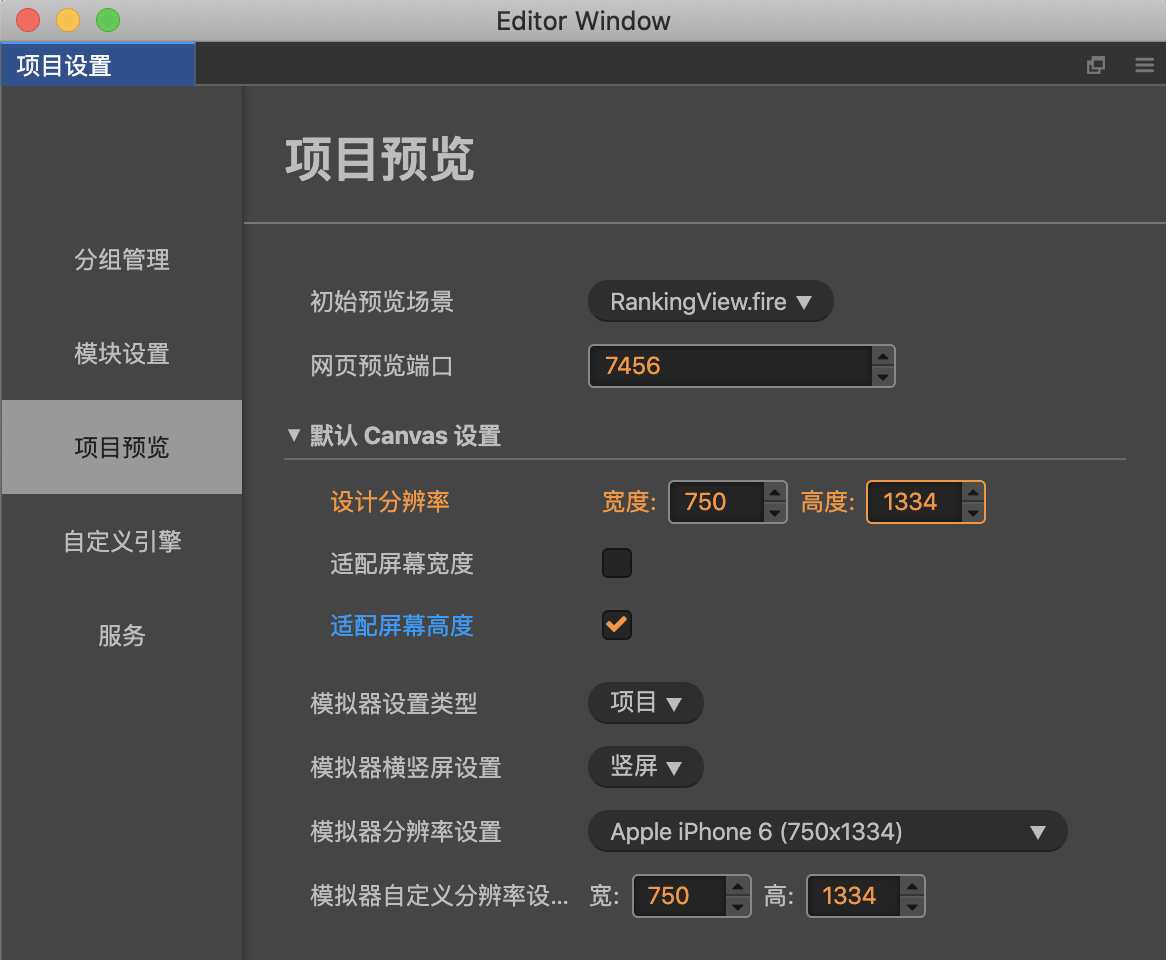 Editor Window
项目设置
项目预览
分组管理
模块设置
项目预览
自定义引擎
服务
初始预览场景 RankingView.fire
网页预览端口 7456
默认 Canvas 设置
设计分辨率 宽度: 750 高度: 1334
适配屏幕宽度
适配屏幕高度
模拟器设置类型 项目
模拟器横竖屏设置 竖屏
模拟器分辨率设置 Apple iPhone 6 (750x1334)
模拟器自定义分辨率设... 宽: 750 高: 1334